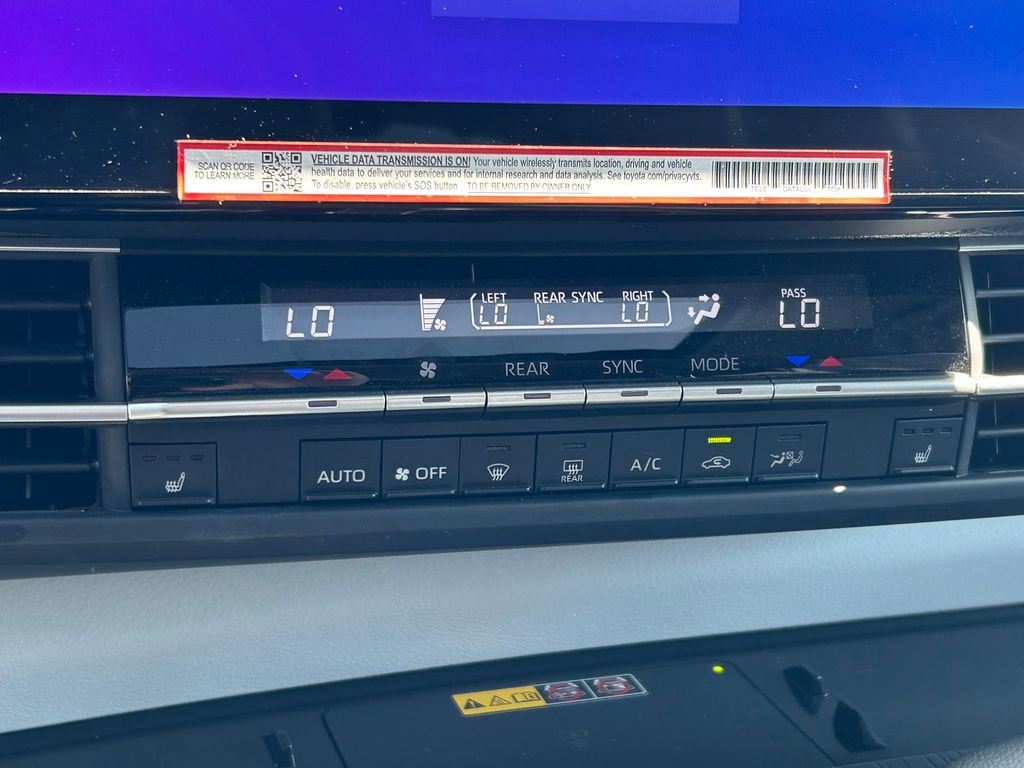 SCAN QR CODE
TO LEARN MORE
VEHICLE DATA TRANSMISSION IS ON! Your vehicle wirelessly transmits location, driving and vehicle
health data to deliver your services and for internal research and data analysis. See toyota.com/privacyvts.
To disable, press vehicle's SOS button TO BE REMOVED BY OWNER ONLY
LO
LEFT REAR SYNC RIGHT
LO LO
PASS
LO
REAR SYNC MODE
AUTO OFF REAR A/C